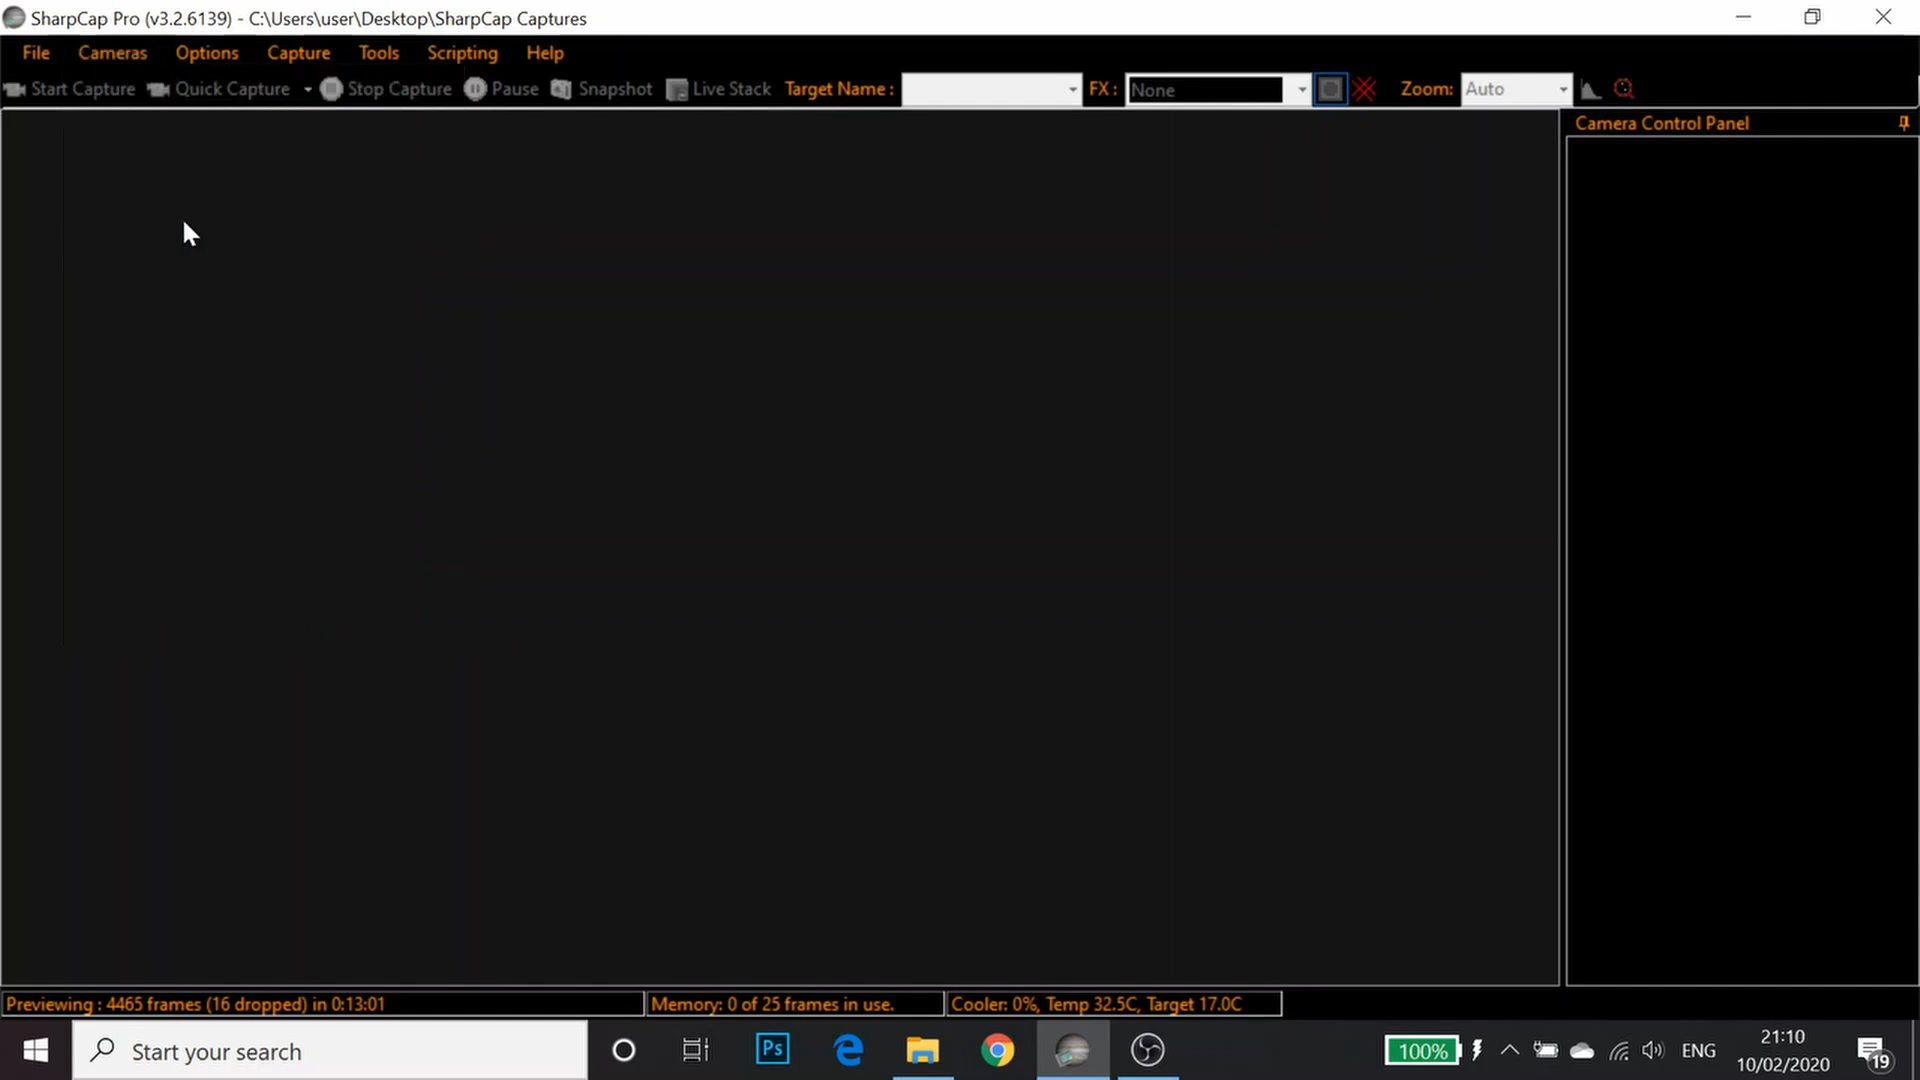 SharpCap Pro (v3.2.6139) - C:\Users\user\Desktop\SharpCap Captures
File Cameras Options Capture Tools Scripting Help
Start Capture Quick Capture Stop Capture Pause Snapshot Live Stack Target Name : FX : None Zoom: Auto
Camera Control Panel
Previewing : 4465 frames (16 dropped) in 0:13:01 Memory: 0 of 25 frames in use. Cooler: 0%, Temp 32.5C, Target 17.0C
Start your search Ps 100% ENG 21:10
10/02/2020 19